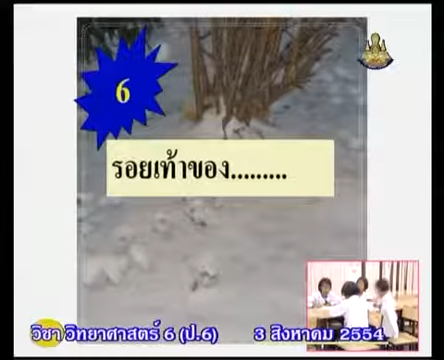 6
รอยเท้าของ.........
วิชา วิทยาศาสตร์ 6 (ป.6) 3 สิงหาคม 2554